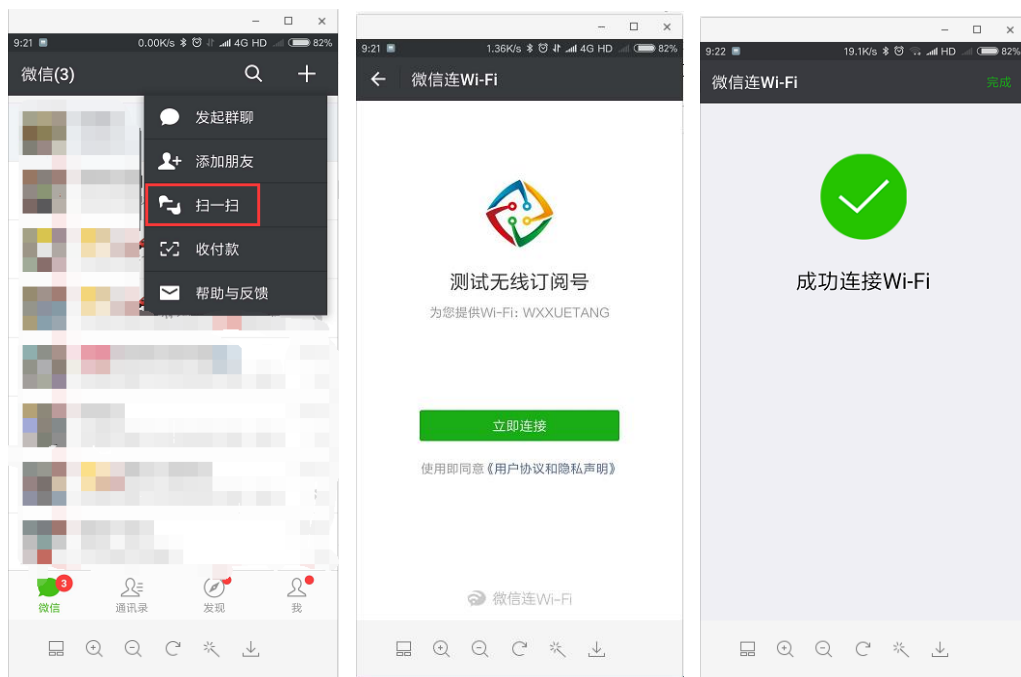 9:21 0.00K/s 4G HD 82%
微信(3)
发起群聊
添加朋友
扫一扫
收付款
帮助与反馈
3
微信 通讯录 发现 我
9:21 1.36K/s 4G HD 82%
微信连Wi-Fi
测试无线订阅号
为您提供Wi-Fi: WXXUETANG
立即连接
使用即同意《用户协议和隐私声明》
微信连Wi-Fi
9:22 19.1K/s HD 82%
微信连Wi-Fi 完成
成功连接Wi-Fi